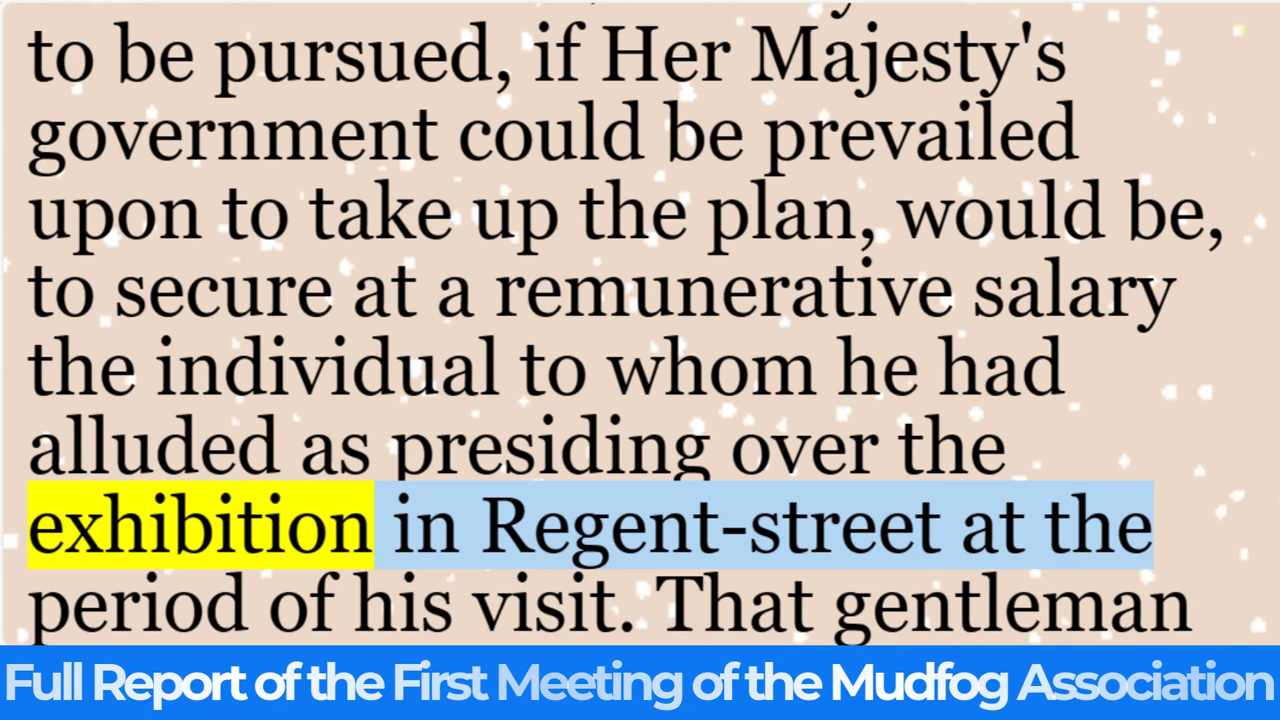 to be pursued, if Her Majesty's
government could be prevailed
upon to take up the plan, would be,
to secure at a remunerative salary
the individual to whom he had
alluded as presiding over the
exhibition in Regent-street at the
period of his visit. That gentleman
Full Report of the First Meeting of the Mudfog Association